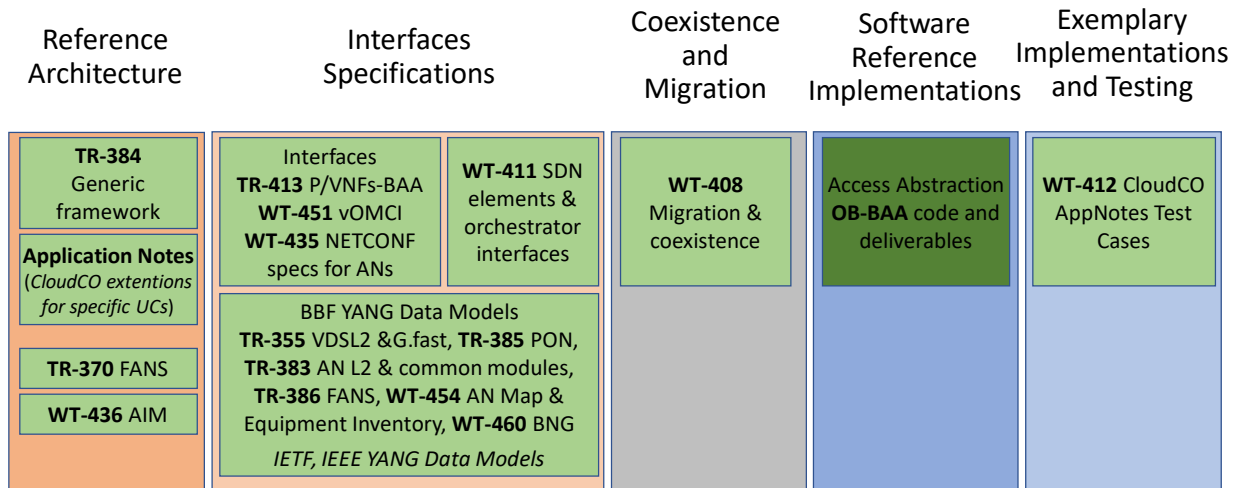 Reference
Architecture
Interfaces
Specifications
Coexistence
and
Migration
Software
Reference
Implementations
Exemplary
Implementations
and Testing
TR-384
Generic
framework
Application Notes
(CloudCO extentions
for specific UCs)
TR-370 FANS
WT-436 AIM
Interfaces
TR-413 P/VNFs-BAA
WT-451 vOMCI
WT-435 NETCONF
specs for ANs
WT-411 SDN
elements &
orchestrator
interfaces
BBF YANG Data Models
TR-355 VDSL2 &G.fast, TR-385 PON,
TR-383 AN L2 & common modules,
TR-386 FANS, WT-454 AN Map &
Equipment Inventory, WT-460 BNG
IETF, IEEE YANG Data Models
WT-408
Migration &
coexistence
Access Abstraction
OB-BAA code and
deliverables
WT-412 CloudCO
AppNotes Test
Cases